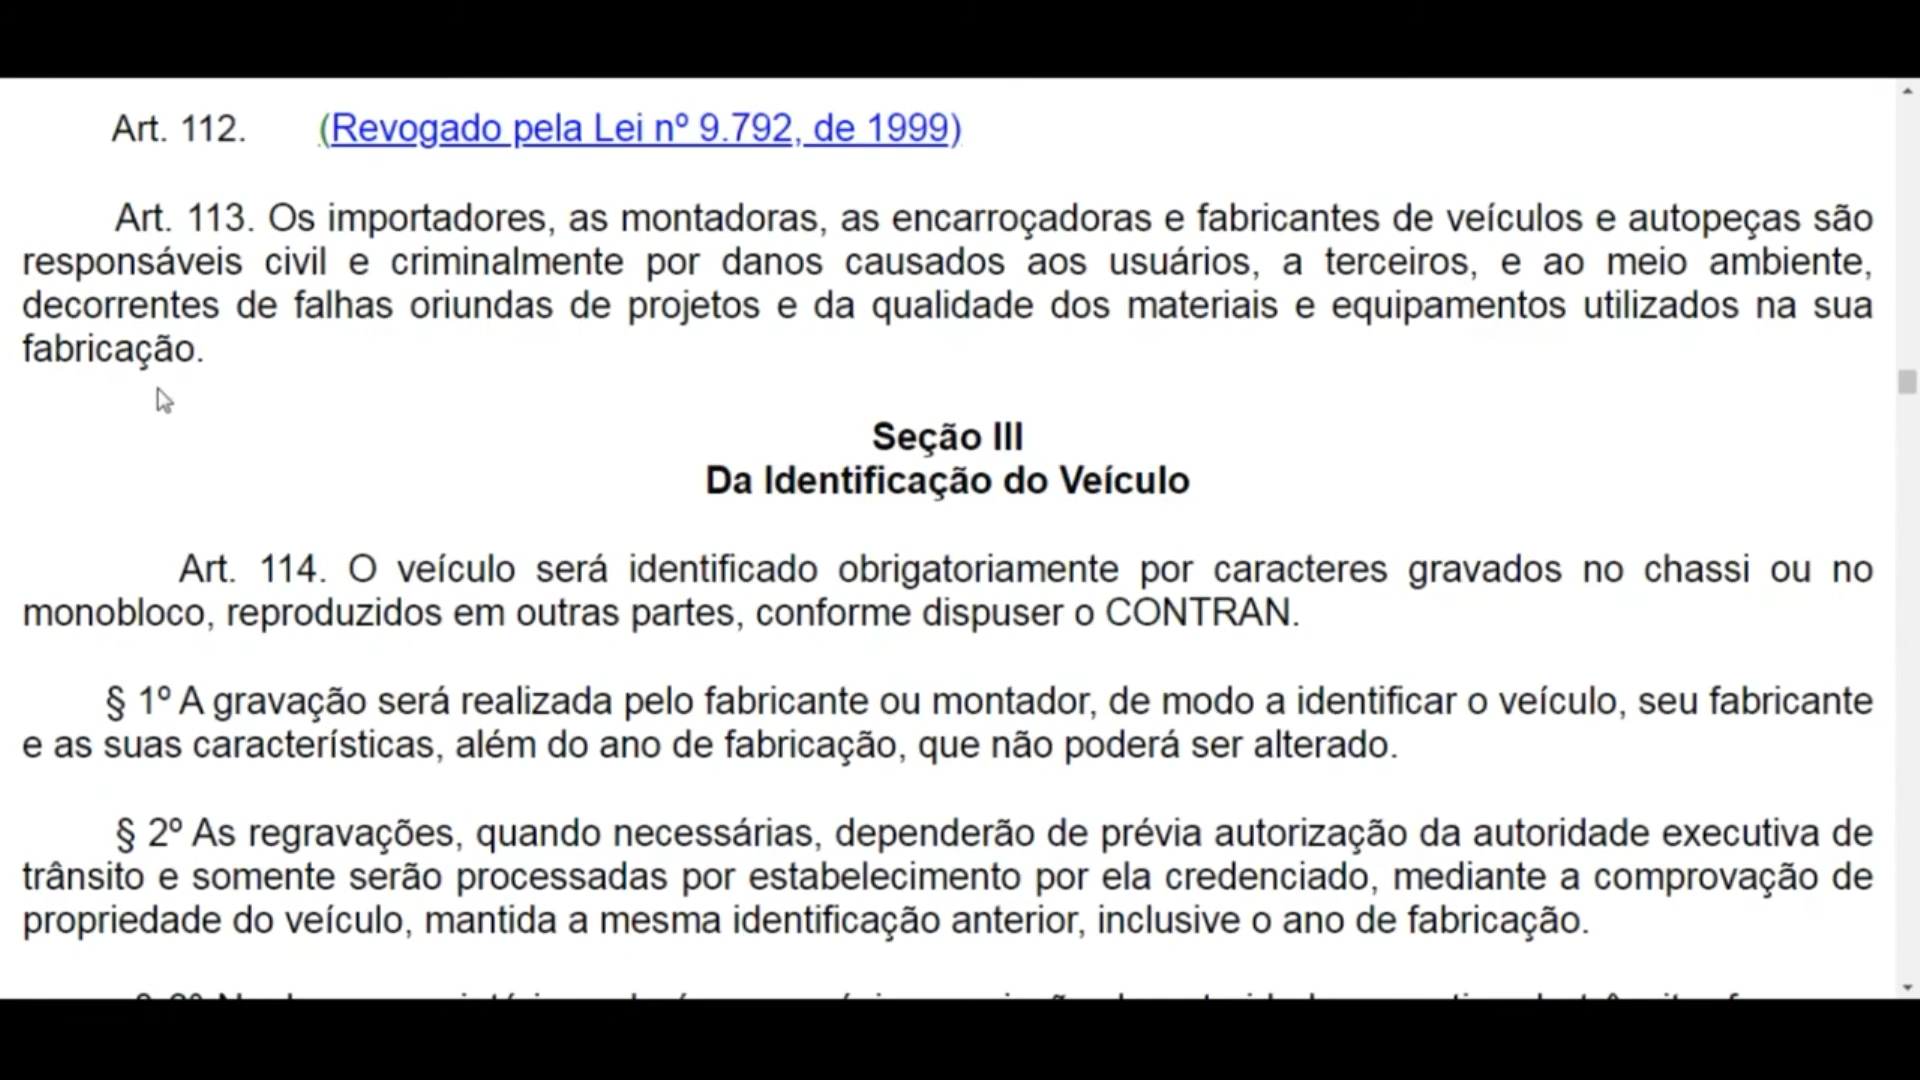 Art. 112. (Revogado pela Lei nº 9.792, de 1999)
Art. 113. Os importadores, as montadoras, as encarroçadoras e fabricantes de veículos e autopeças são
responsáveis civil e criminalmente por danos causados aos usuários, a terceiros, e ao meio ambiente,
decorrentes de falhas oriundas de projetos e da qualidade dos materiais e equipamentos utilizados na sua
fabricação.
Seção III
Da Identificação do Veículo
Art. 114. O veículo será identificado obrigatoriamente por caracteres gravados no chassi ou no
monobloco, reproduzidos em outras partes, conforme dispuser o CONTRAN.
§ 1º A gravação será realizada pelo fabricante ou montador, de modo a identificar o veículo, seu fabricante
e as suas características, além do ano de fabricação, que não poderá ser alterado.
§ 2º As regravações, quando necessárias, dependerão de prévia autorização da autoridade executiva de
trânsito e somente serão processadas por estabelecimento por ela credenciado, mediante a comprovação de
propriedade do veículo, mantida a mesma identificação anterior, inclusive o ano de fabricação.